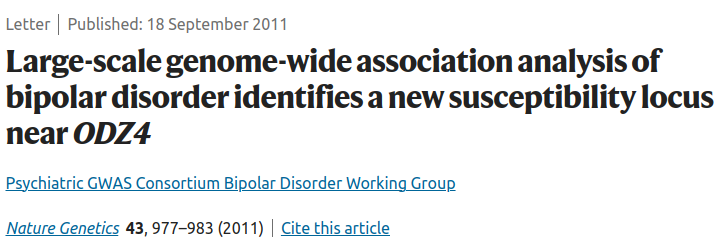 Letter | Published: 18 September 2011
Large-scale genome-wide association analysis of
bipolar disorder identifies a new susceptibility locus
near ODZ4
Psychiatric GWAS Consortium Bipolar Disorder Working Group
Nature Genetics 43, 977–983 (2011) | Cite this article